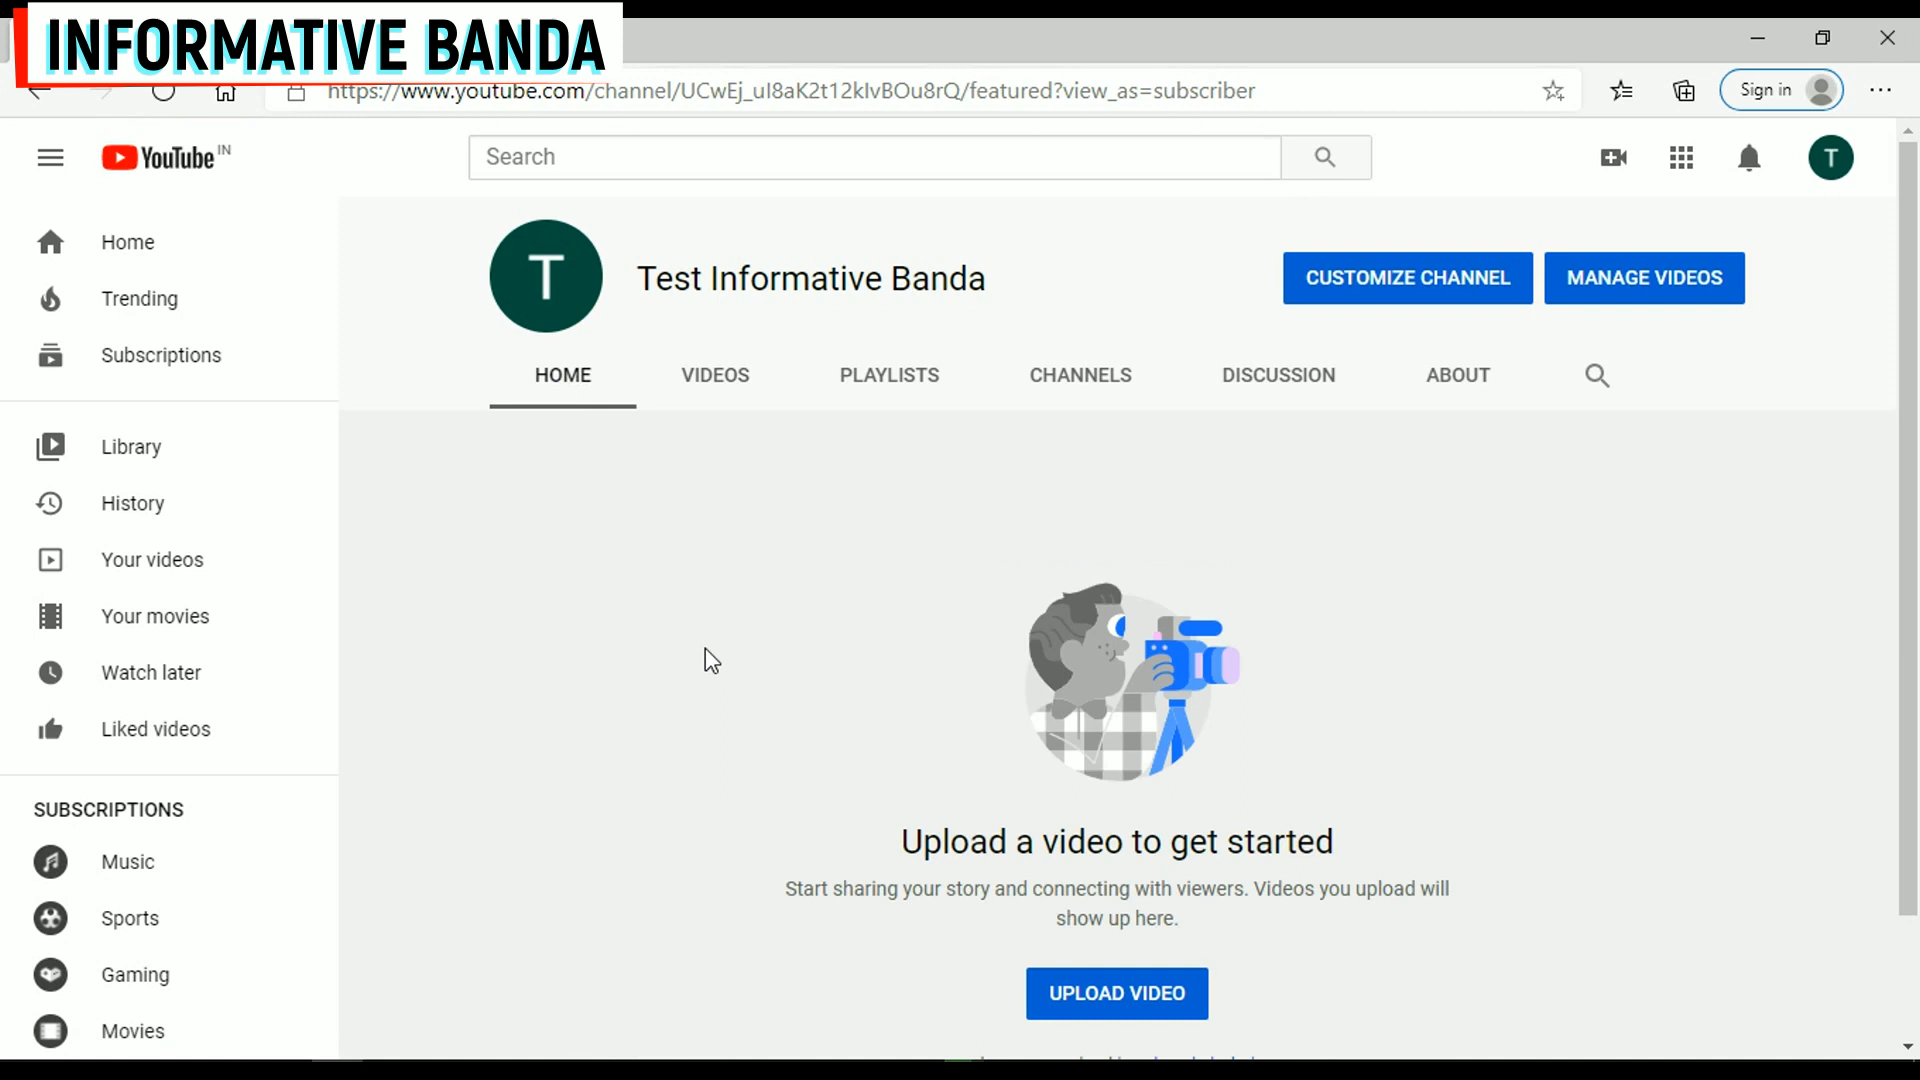 INFORMATIVE BANDA
https://www.youtube.com/channel/UCwEj_uI8aK2t12kIvBOu8rQ/featured?view_as=subscriber
Sign in
YouTube IN
Search
T
Home
Trending
Subscriptions
Library
History
Your videos
Your movies
Watch later
Liked videos
SUBSCRIPTIONS
Music
Sports
Gaming
Movies
T
Test Informative Banda
CUSTOMIZE CHANNEL
MANAGE VIDEOS
HOME VIDEOS PLAYLISTS CHANNELS DISCUSSION ABOUT
Upload a video to get started
Start sharing your story and connecting with viewers. Videos you upload will
show up here.
UPLOAD VIDEO